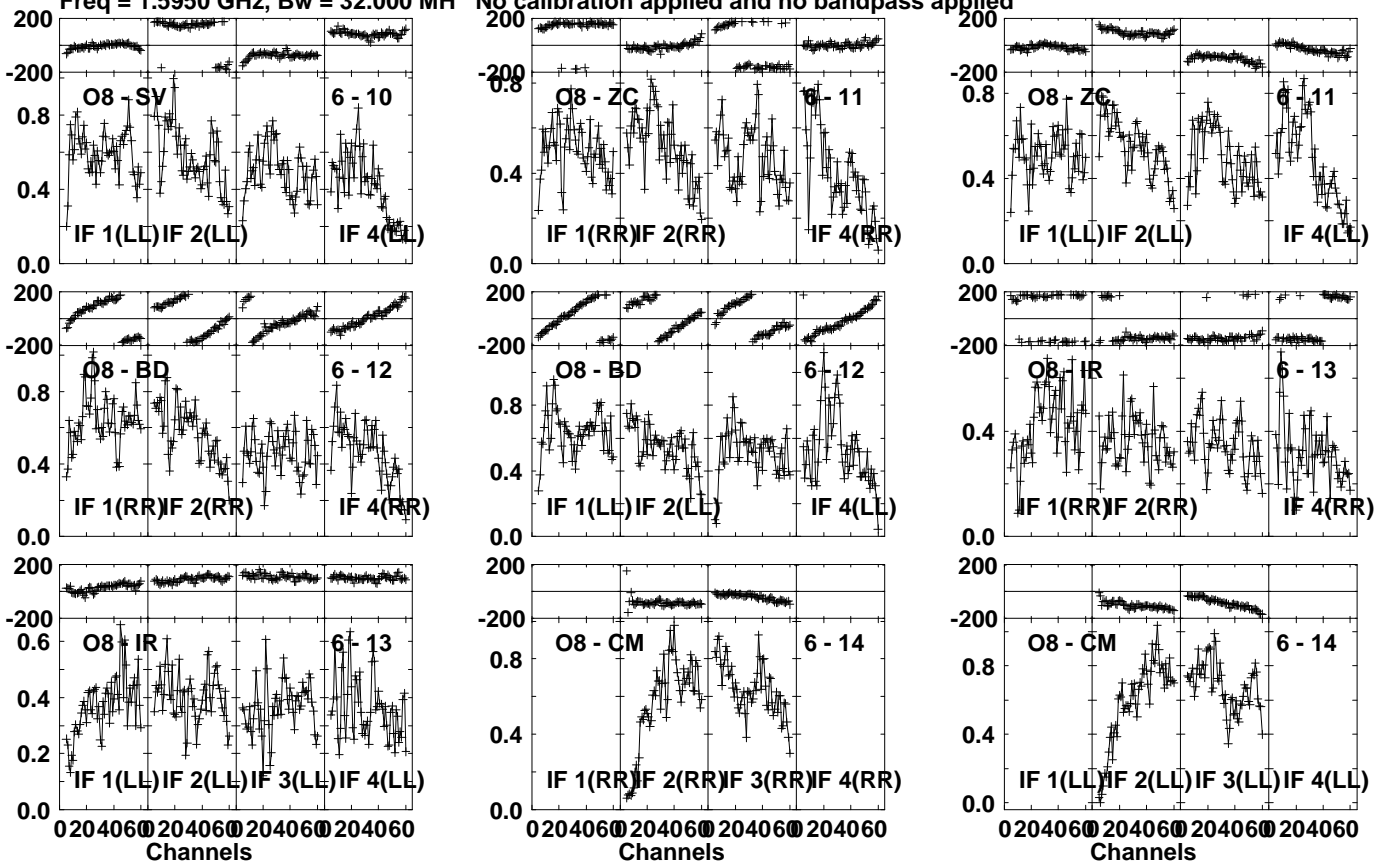 Freq = 1.5950 GHz, Bw = 32.000 MH No calibration applied and no bandpass applied
200 200 200
-200 -200 -200
0.8 O8 - SV 6 - 10 0.8 O8 - ZC 6 - 11 0.8 O8 - ZC 6 - 11
0.4 0.4 0.4
IF 1(LL) IF 2(LL) IF 4(LL) IF 1(RR) IF 2(RR) IF 4(RR) IF 1(LL) IF 2(LL) IF 4(LL)
0.0 0.0 0.0
200 200 200
-200 -200 -200
O8 - BD 6 - 12 O8 - BD 6 - 12 O8 - IR 6 - 13
0.8 0.8
0.4 0.4 0.4
IF 1(RR) IF 2(RR) IF 4(RR) IF 1(LL) IF 2(LL) IF 4(LL) IF 1(RR) IF 2(RR) IF 4(RR)
0.0 0.0 0.0
200 200 200
-200 -200 -200
0.6 O8 - IR 6 - 13 O8 - CM 6 - 14 O8 - CM 6 - 14
0.8 0.8
0.4 0.4 0.4
0.2
IF 1(LL) IF 2(LL) IF 3(LL) IF 4(LL) IF 1(RR) IF 2(RR) IF 3(RR) IF 4(RR) IF 1(LL) IF 2(LL) IF 3(LL) IF 4(LL)
0.0 0.0 0.0
0 20 40 60 0 20 40 60 0 20 40 60 0 20 40 60 0 20 40 60 0 20 40 60 0 20 40 60 0 20 40 60 0 20 40 60 0 20 40 60 0 20 40 60 0 20 40 60
Channels Channels Channels